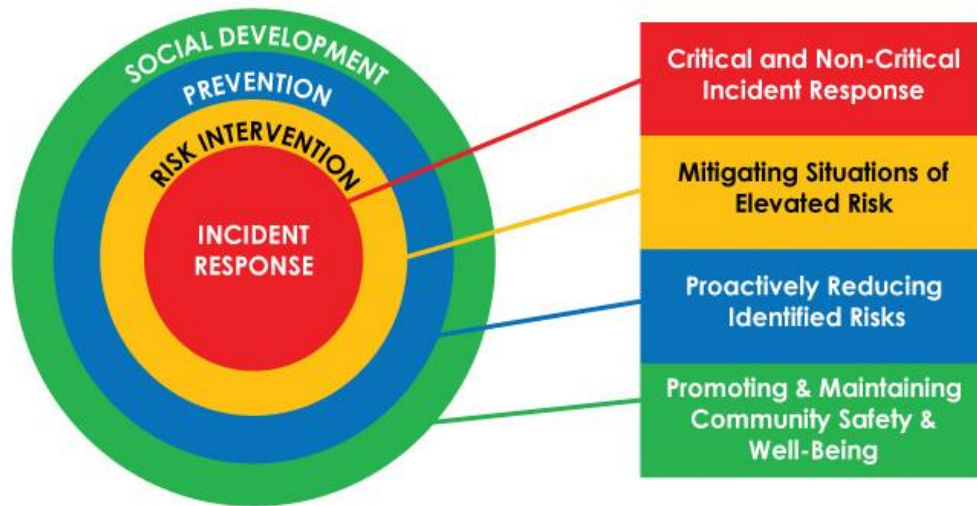 SOCIAL DEVELOPMENT
PREVENTION
RISK INTERVENTION
INCIDENT
RESPONSE
Critical and Non-Critical
Incident Response
Mitigating Situations of
Elevated Risk
Proactively Reducing
Identified Risks
Promoting & Maintaining
Community Safety &
Well-Being